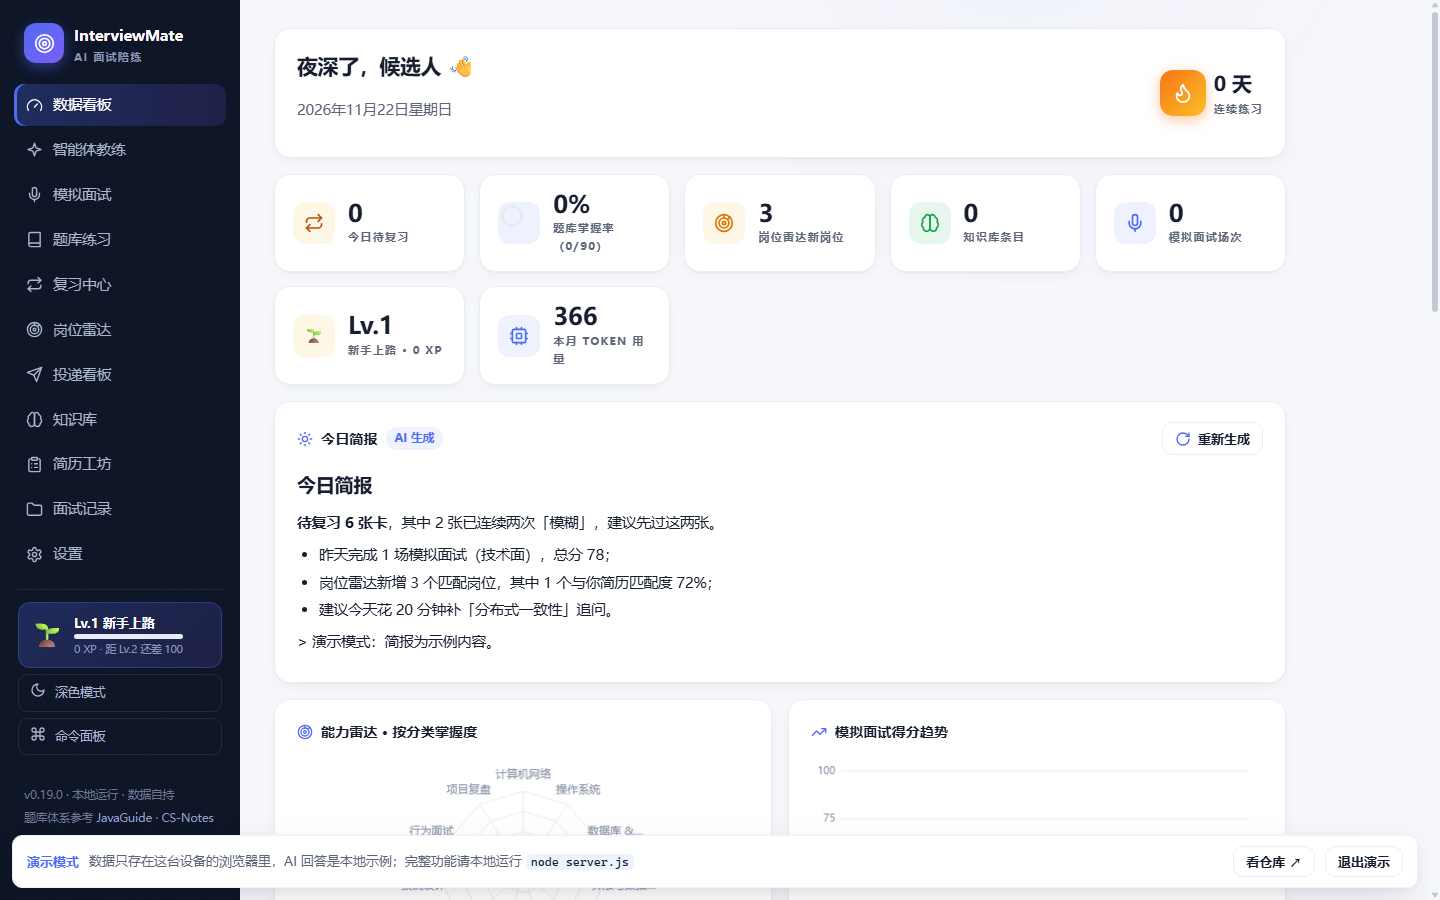 InterviewMate
AI 面试陪练
数据看板
智能体教练
模拟面试
题库练习
复习中心
岗位雷达
投递看板
知识库
简历工坊
面试记录
设置
Lv.1 新手上路
0 XP · 距 Lv.2 还差 100
深色模式
命令面板
v0.19.0 · 本地运行 · 数据自持
题库体系参考 JavaGuide · CS-Notes
夜深了，候选人 👋
2026年11月22日星期日
0 天
连续练习
0
今日待复习
0%
题库掌握率
(0/90)
3
岗位雷达新岗位
0
知识库条目
0
模拟面试场次
Lv.1
新手上路 • 0 XP
366
本月 TOKEN 用
量
今日简报 AI 生成
重新生成
今日简报
待复习 6 张卡，其中 2 张已连续两次「模糊」，建议先过这两张。
• 昨天完成 1 场模拟面试（技术面），总分 78；
• 岗位雷达新增 3 个匹配岗位，其中 1 个与你简历匹配度 72%；
• 建议今天花 20 分钟补「分布式一致性」追问。
> 演示模式：简报为示例内容。
能力雷达 • 按分类掌握度
计算机网络
项目复盘
操作系统
行为面试
数据库 &...
模拟面试得分趋势
100
75
演示模式 数据只存在这台设备的浏览器里，AI 回答是本地示例；完整功能请本地运行 node server.js
看仓库 ↗
退出演示